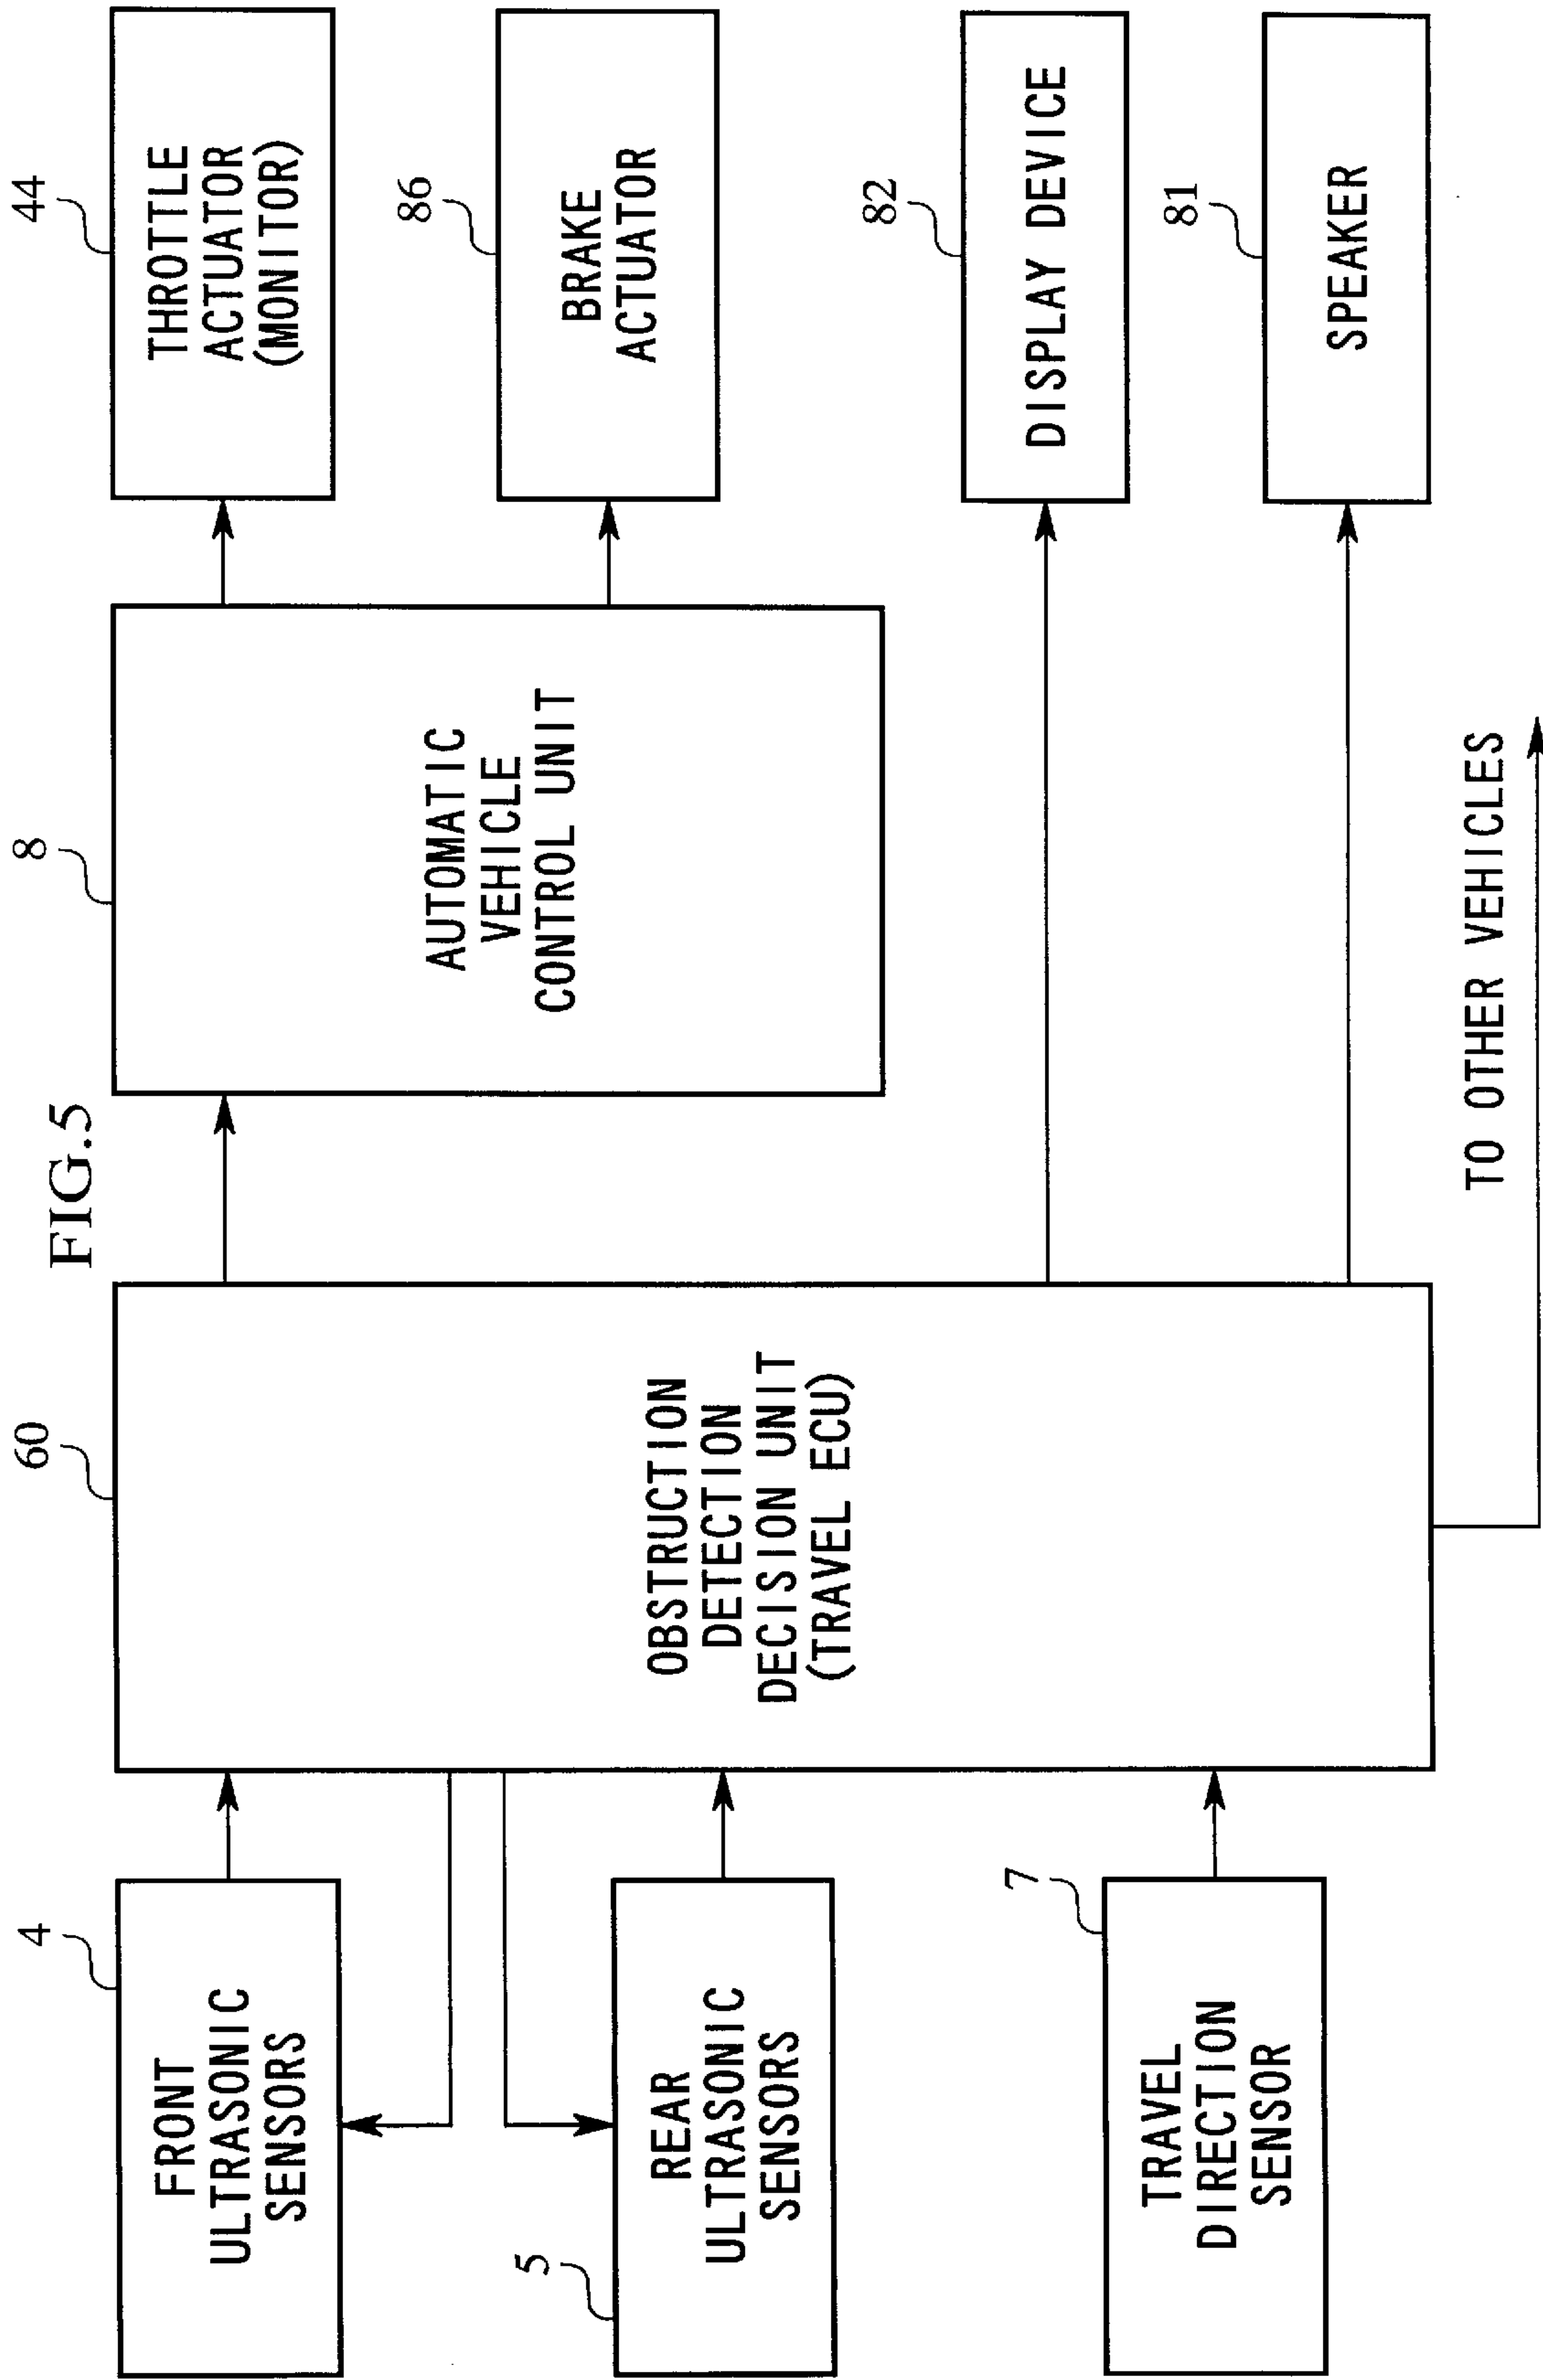 FIG.5
4
FRONT
ULTRASONIC
SENSORS
5
REAR
ULTRASONIC
SENSORS
7
TRAVEL
DIRECTION
SENSOR
60
OBSTRUCTION
DETECTION
DECISION UNIT
(TRAVEL ECU)
8
AUTOMATIC
VEHICLE
CONTROL UNIT
44
THROTTLE
ACTUATOR
(MONITOR)
86
BRAKE
ACTUATOR
82
DISPLAY DEVICE
81
SPEAKER
TO OTHER VEHICLES